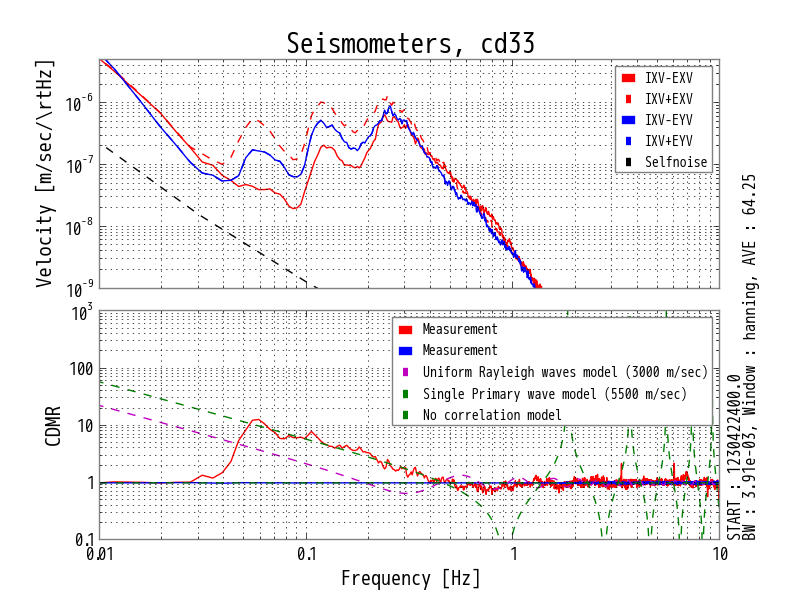 Seismometers, cd33
Velocity [m/sec/\rtHz]
10^-6
10^-7
10^-8
10^-9
IXV-EXV
IXV+EXV
IXV-EYV
IXV+EYV
Selfnoise
CDMR
10^3
100
10
1
0.1
Measurement
Measurement
Uniform Rayleigh waves model (3000 m/sec)
Single Primary wave model (5500 m/sec)
No correlation model
0.01
0.1
1
10
Frequency [Hz]
START : 1230422400.0
BW : 3.91e-03, Window : hanning, AVE : 64.25